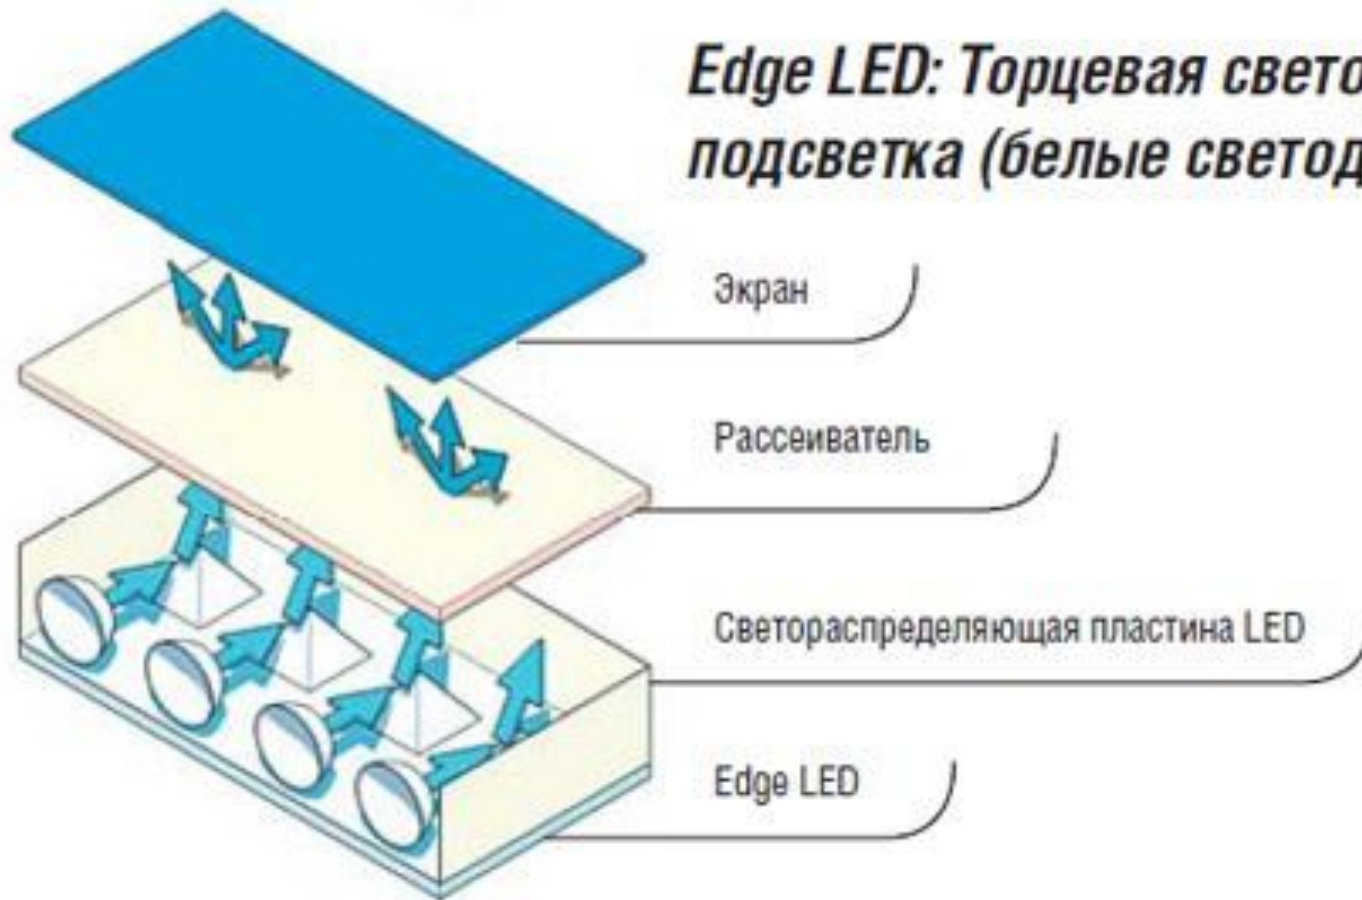 Edge LED: Торцевая свето
подсветка (белые светод
Экран
Рассеиватель
Светораспределяющая пластина LED
Edge LED